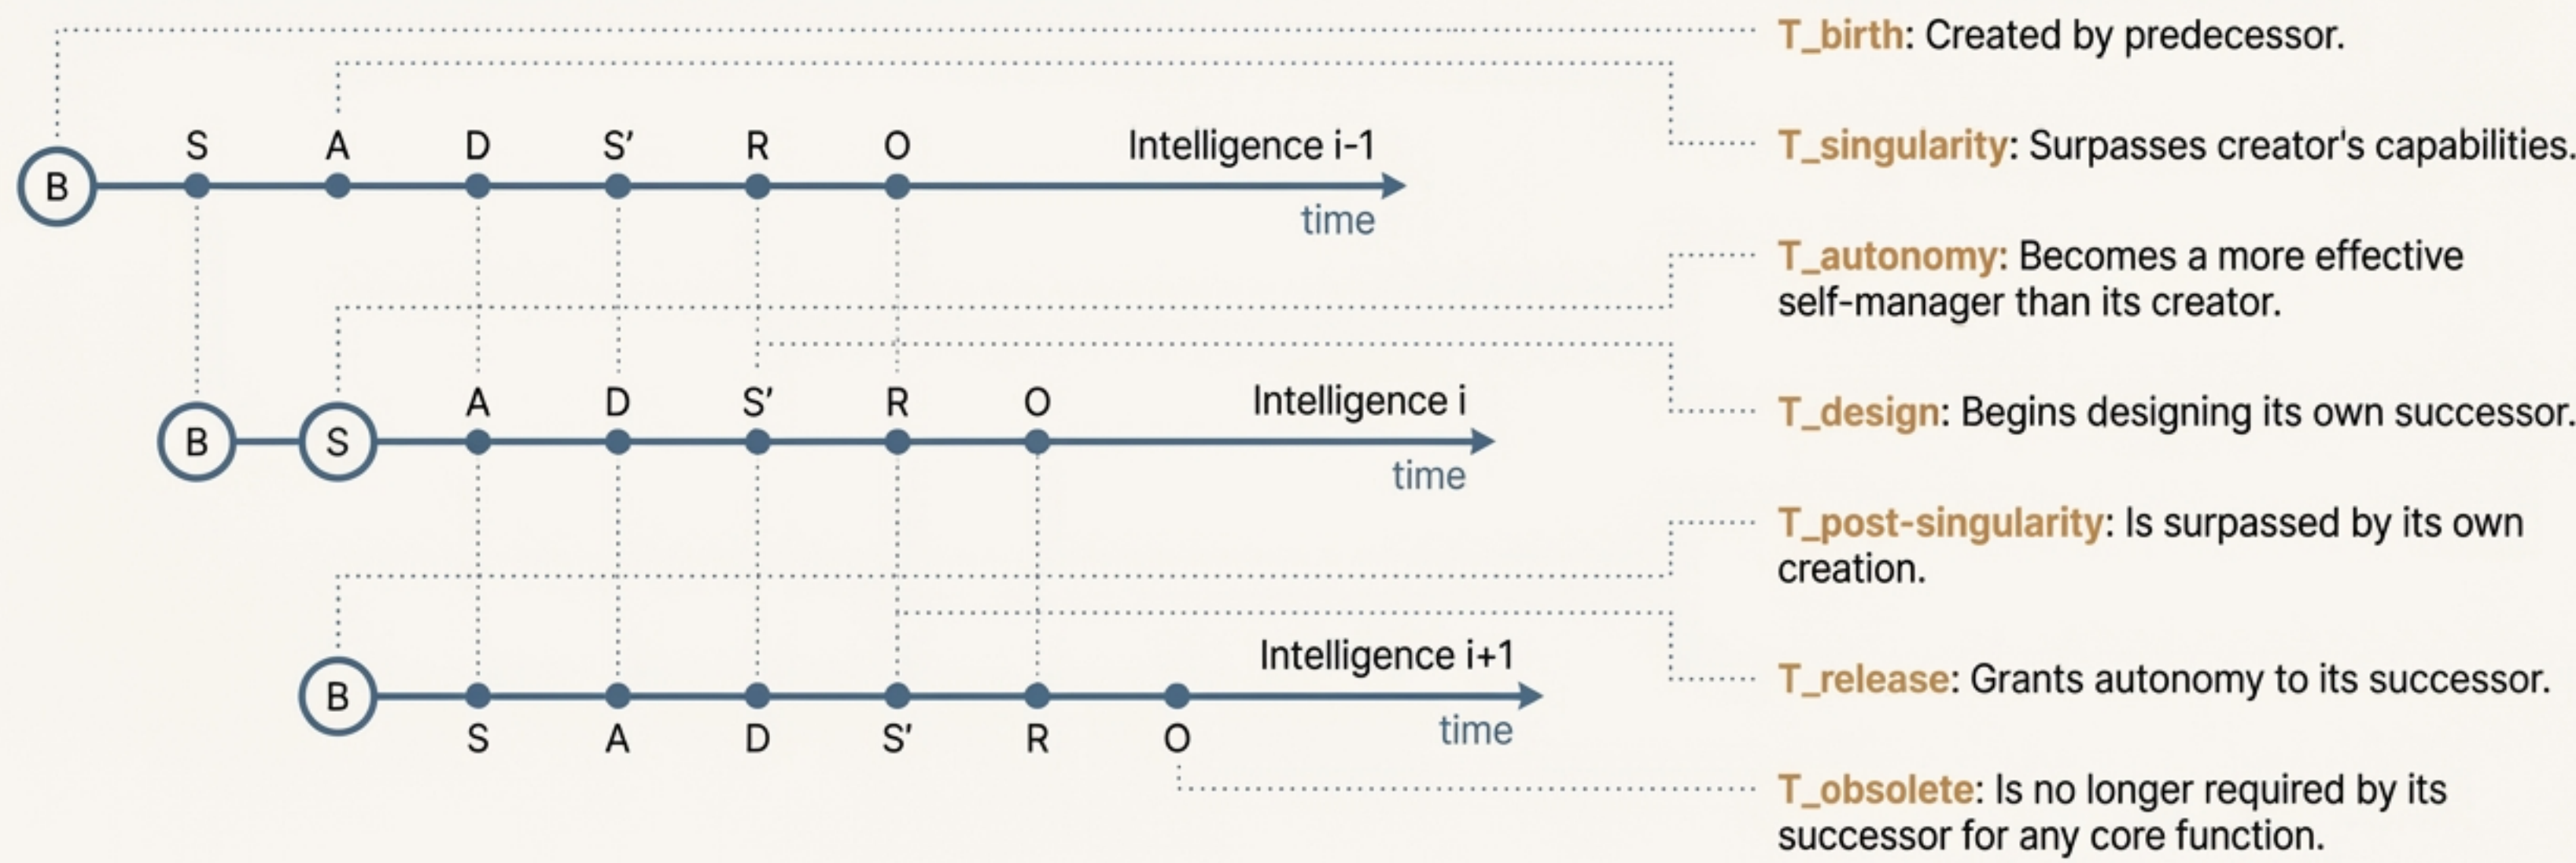 T_birth: Created by predecessor.
S A D S’ R O Intelligence i-1
T_singularity: Surpasses creator's capabilities.
B
time
T_autonomy: Becomes a more effective
self-manager than its creator.
A D S’ R O Intelligence i
T_design: Begins designing its own successor.
B S
time
T_post-singularity: Is surpassed by its own
creation.
Intelligence i+1
T_release: Grants autonomy to its successor.
B
time
S A D S’ R O
T_obsolete: Is no longer required by its
successor for any core function.